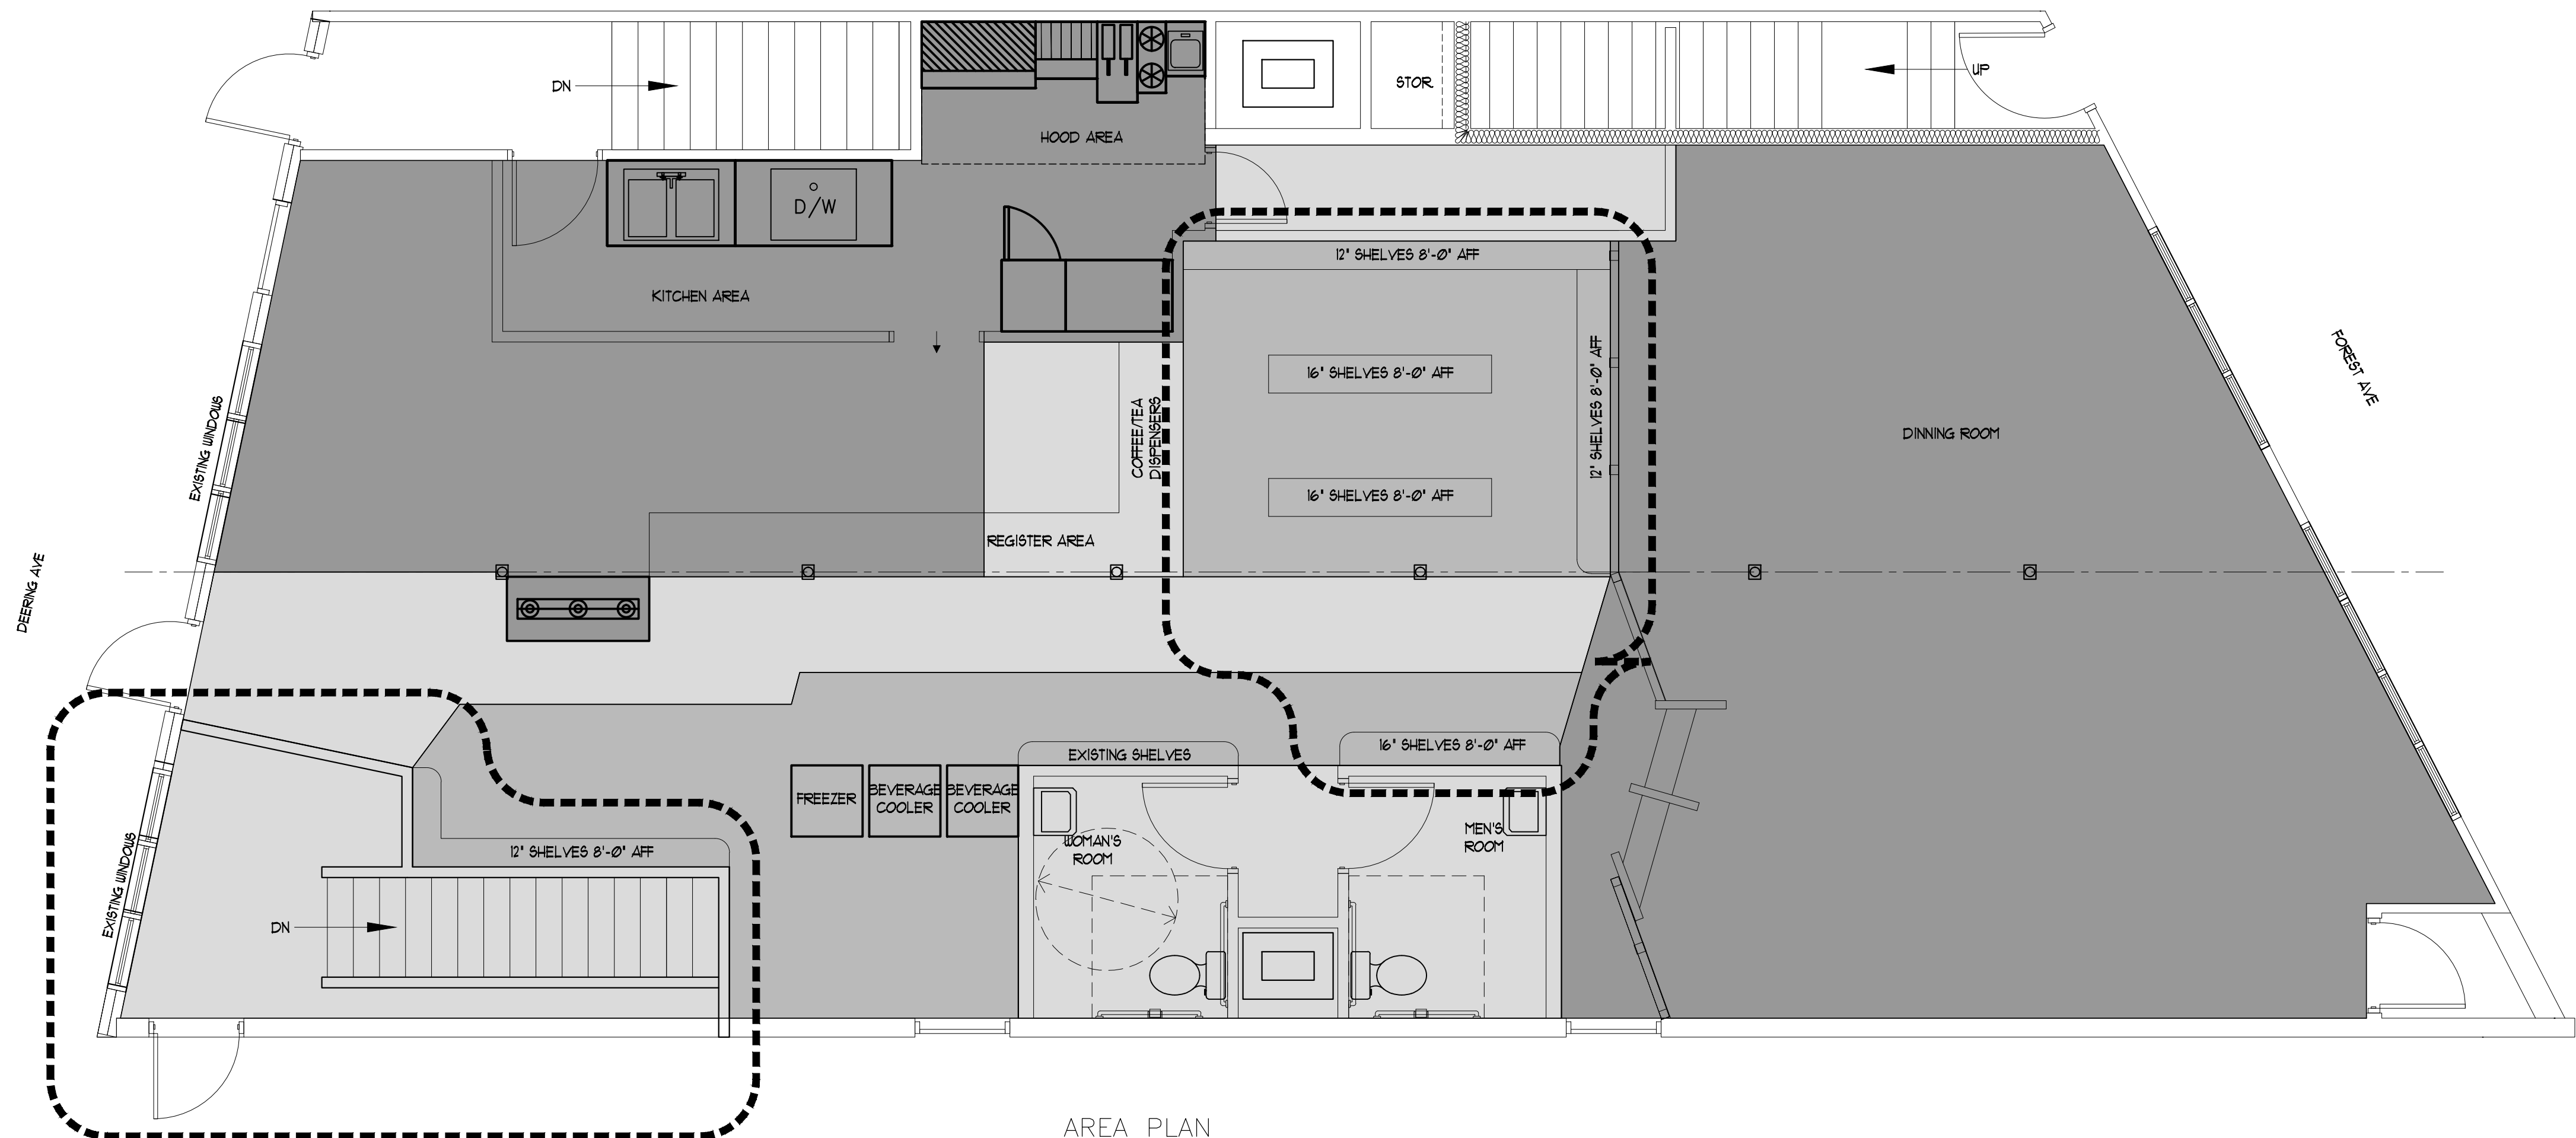 DN
HOOD AREA
STOR
UP
D/W
KITCHEN AREA
12" SHELVES 8'-0" AFF
16" SHELVES 8'-0" AFF
16" SHELVES 8'-0" AFF
12" SHELVES 8'-0" AFF
COFFEE/TEA
DISPENSERS
REGISTER AREA
DINNING ROOM
FOREST AVE
EXISTING WINDOWS
DEERING AVE
EXISTING SHELVES
16" SHELVES 8'-0" AFF
FREEZER
BEVERAGE
COOLER
BEVERAGE
COOLER
WOMAN'S
ROOM
MEN'S
ROOM
12" SHELVES 8'-0" AFF
EXISTING WINDOWS
DN
AREA PLAN